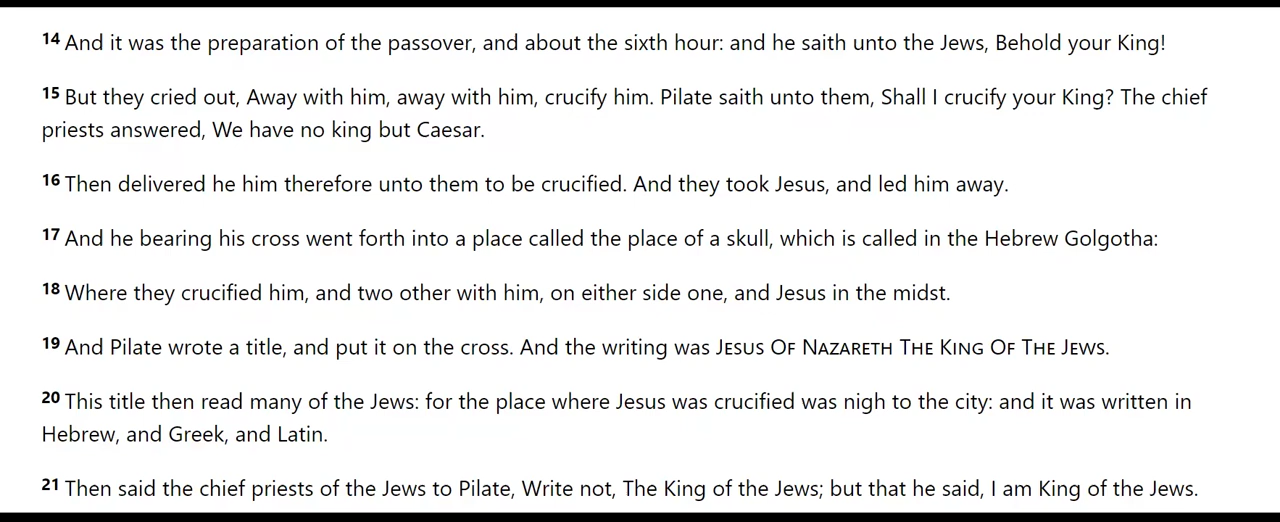 14 And it was the preparation of the passover, and about the sixth hour: and he saith unto the Jews, Behold your King!
15 But they cried out, Away with him, away with him, crucify him. Pilate saith unto them, Shall I crucify your King? The chief
priests answered, We have no king but Caesar.
16 Then delivered he him therefore unto them to be crucified. And they took Jesus, and led him away.
17 And he bearing his cross went forth into a place called the place of a skull, which is called in the Hebrew Golgotha:
18 Where they crucified him, and two other with him, on either side one, and Jesus in the midst.
19 And Pilate wrote a title, and put it on the cross. And the writing was Jesus Of Nazareth The King Of The Jews.
20 This title then read many of the Jews: for the place where Jesus was crucified was nigh to the city: and it was written in
Hebrew, and Greek, and Latin.
21 Then said the chief priests of the Jews to Pilate, Write not, The King of the Jews; but that he said, I am King of the Jews.